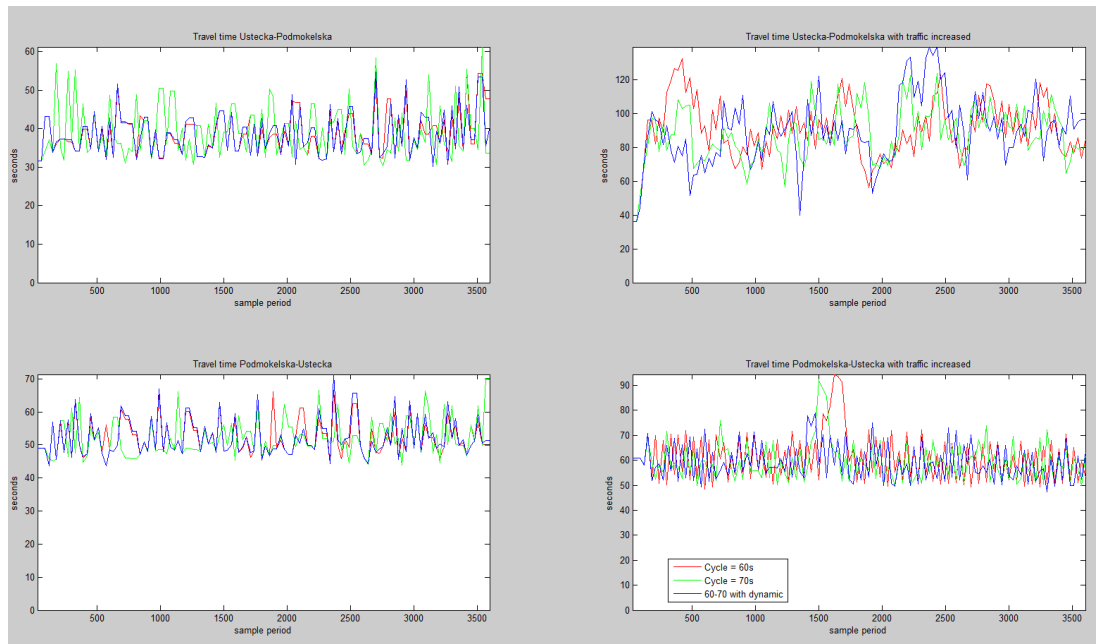 Travel time Ustecka-Podmokelska
60
50
40
30
20
10
0
seconds
500 1000 1500 2000 2500 3000 3500
sample period
Travel time Ustecka-Podmokelska with traffic increased
120
100
80
60
40
20
0
seconds
500 1000 1500 2000 2500 3000 3500
sample period
Travel time Podmokelska-Ustecka
70
60
50
40
30
20
10
0
seconds
500 1000 1500 2000 2500 3000 3500
sample period
Travel time Podmokelska-Ustecka with traffic increased
90
80
70
60
50
40
30
20
10
0
seconds
Cycle = 60s
Cycle = 70s
60-70 with dynamic
500 1000 1500 2000 2500 3000 3500
sample period